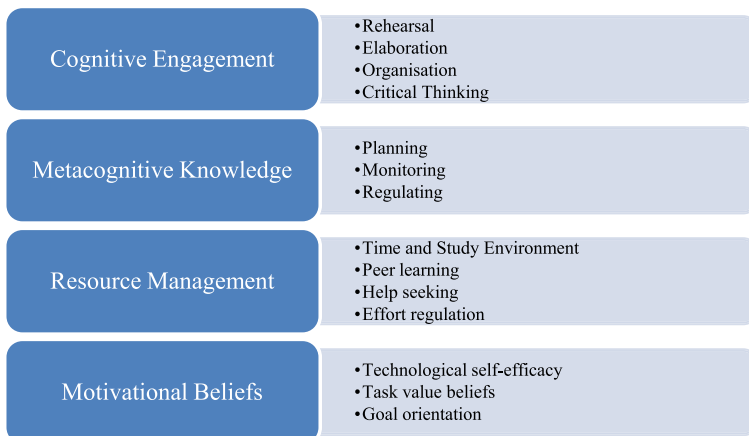 Cognitive Engagement
•Rehearsal
•Elaboration
•Organisation
•Critical Thinking
Metacognitive Knowledge
•Planning
•Monitoring
•Regulating
Resource Management
•Time and Study Environment
•Peer learning
•Help seeking
•Effort regulation
Motivational Beliefs
•Technological self-efficacy
•Task value beliefs
•Goal orientation